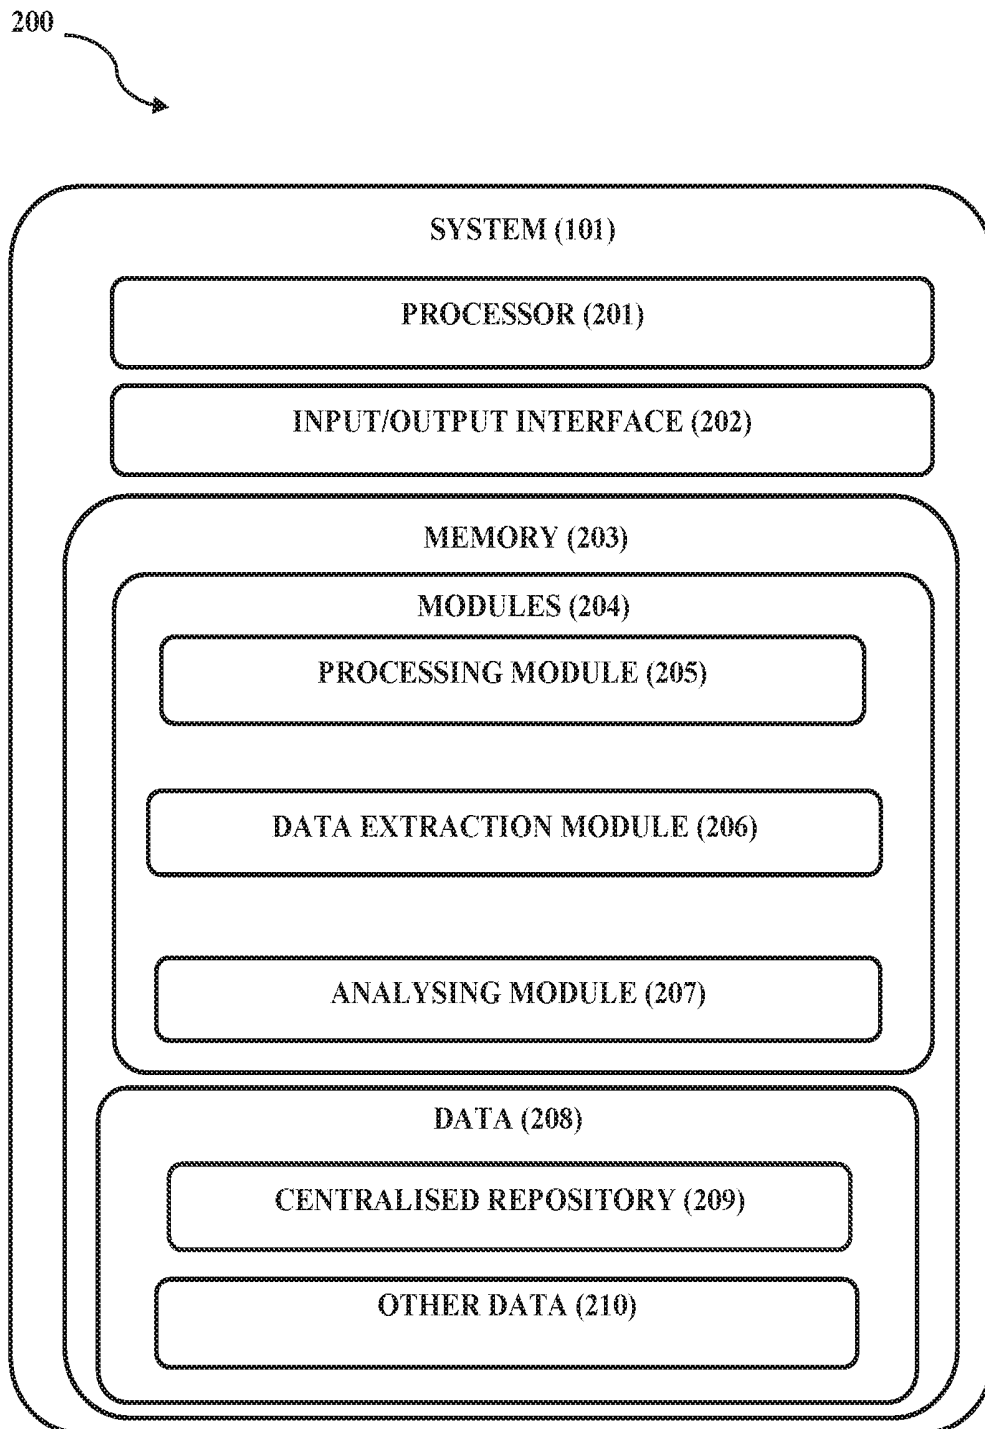 200
SYSTEM (101)
PROCESSOR (201)
INPUT/OUTPUT INTERFACE (202)
MEMORY (203)
MODULES (204)
PROCESSING MODULE (205)
DATA EXTRACTION MODULE (206)
ANALYSING MODULE (207)
DATA (208)
CENTRALISED REPOSITORY (209)
OTHER DATA (210)